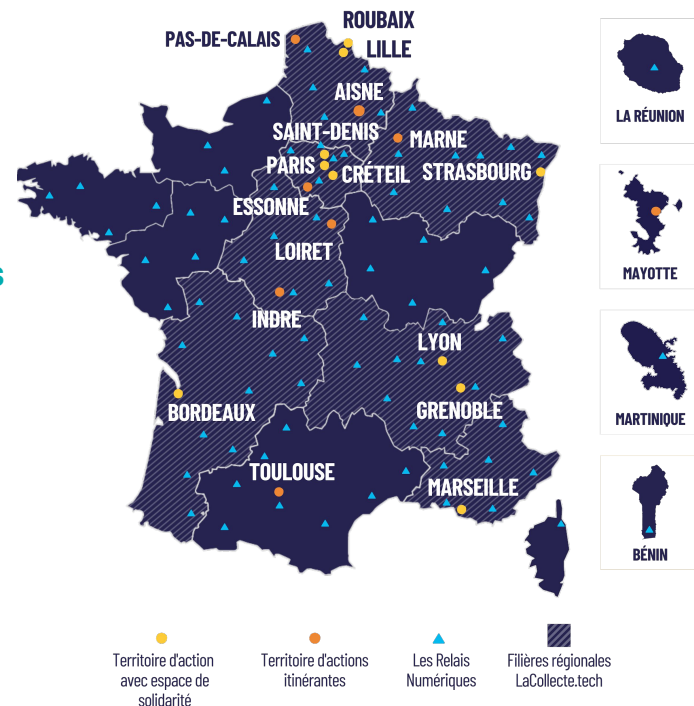 ROUBAIX
PAS-DE-CALAIS
LILLE
AISNE
SAINT-DENIS
MARNE
PARIS
CRÉTEIL
STRASBOURG
ESSONNE
LOIRET
INDRE
LYON
BORDEAUX
GRENOBLE
TOULOUSE
MARSEILLE
LA RÉUNION
MAYOTTE
MARTINIQUE
BÉNIN
S
Territoire d'action
avec espace de
solidarité
Territoire d'actions
itinérantes
Les Relais
Numériques
Filières régionales
LaCollecte.tech